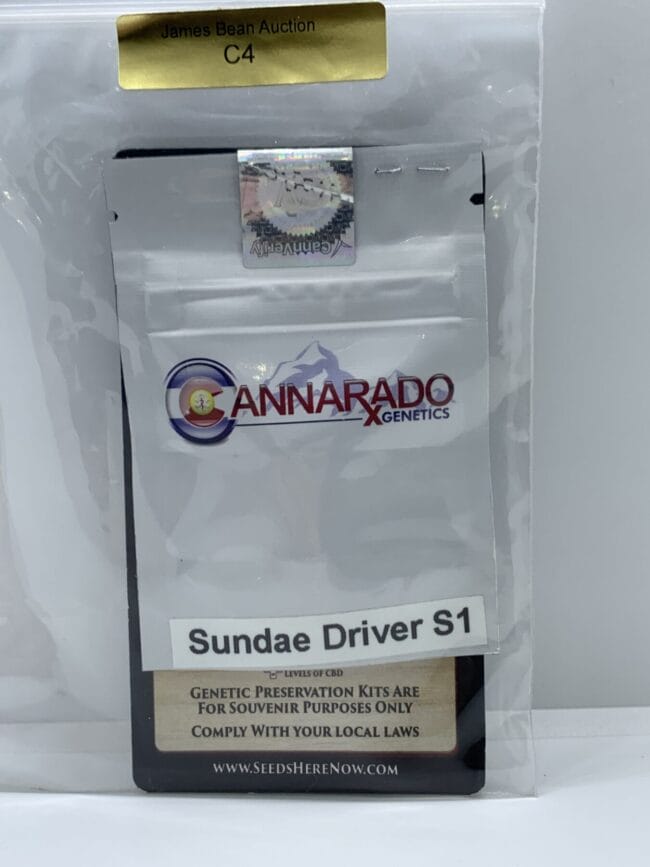 James Bean Auction
C4
CannVerify
CANNARADO
GENETICS
Sundae Driver S1
LEVELS OF CBD
GENETIC PRESERVATION KITS ARE
FOR SOUVENIR PURPOSES ONLY
COMPLY WITH YOUR LOCAL LAWS
WWW.SEEDSHERENOW.COM